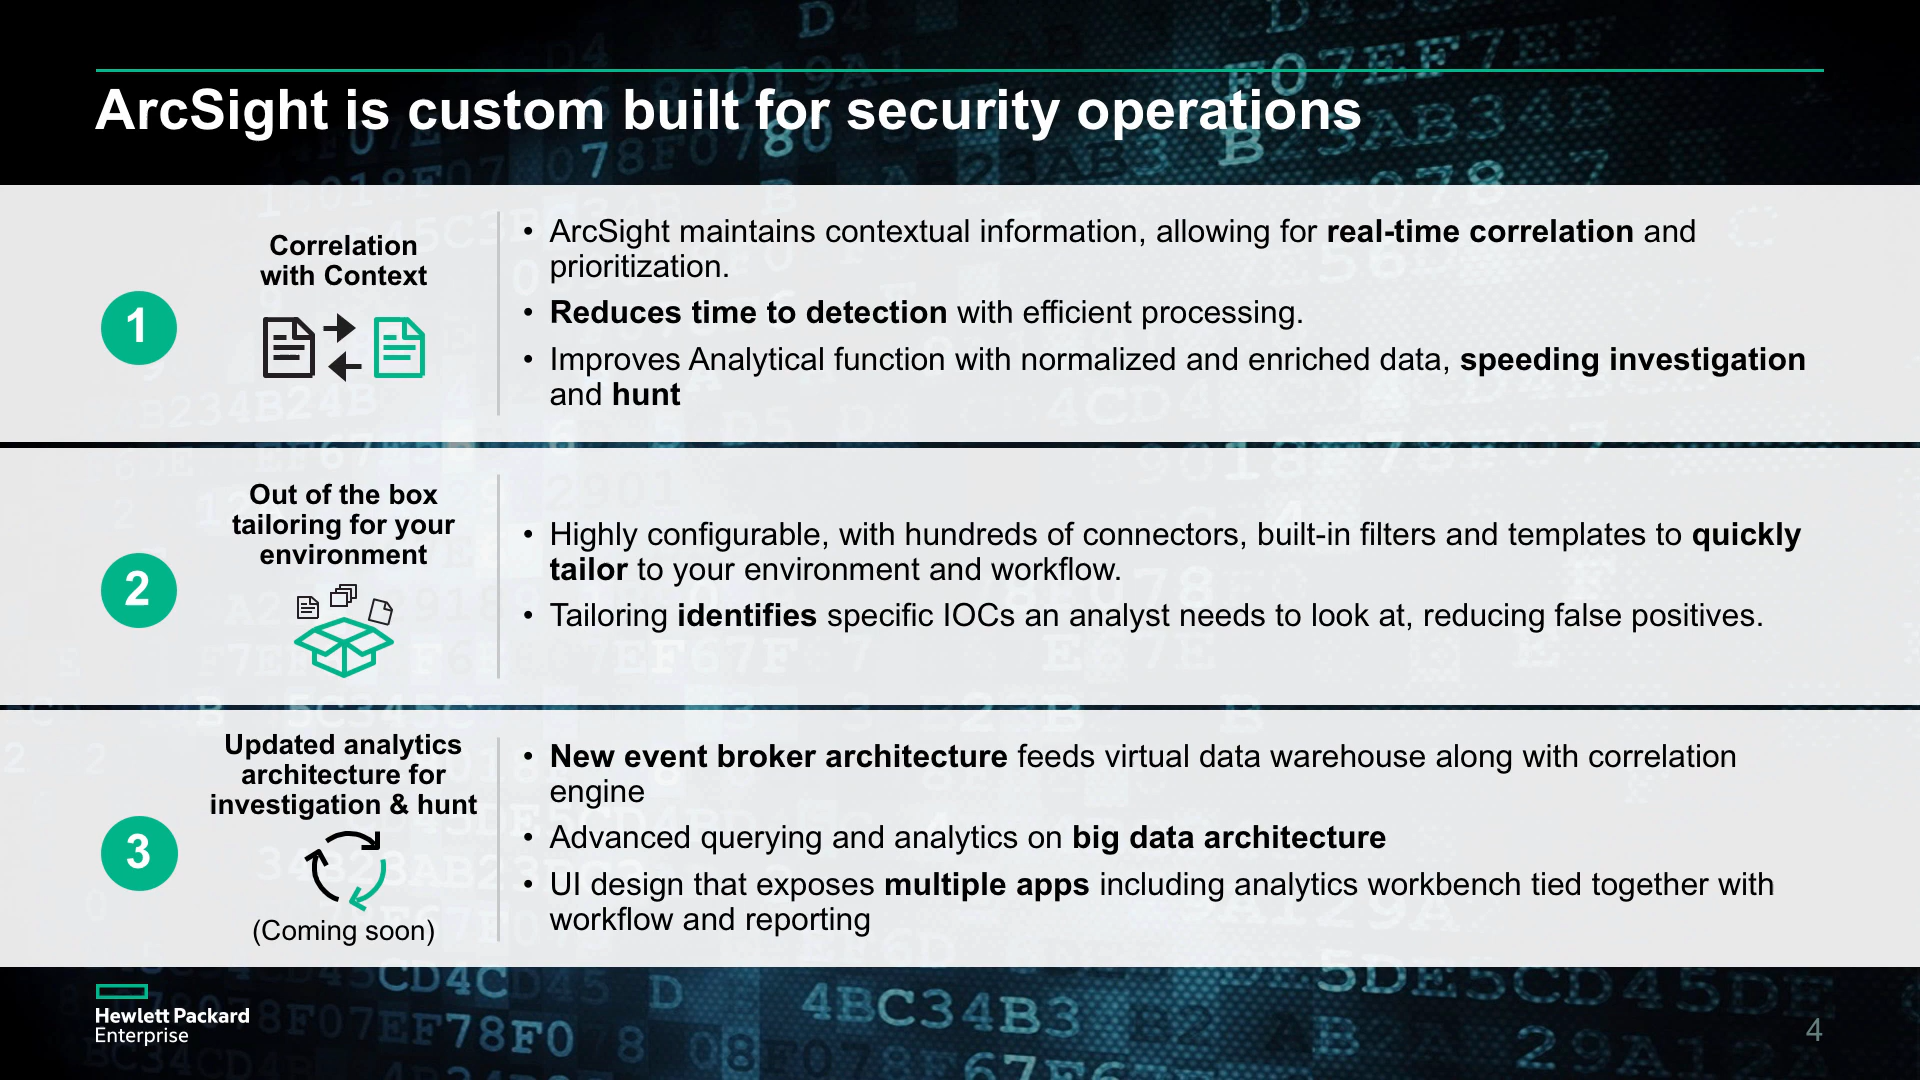 ArcSight is custom built for security operations
1
Correlation
with Context
• ArcSight maintains contextual information, allowing for real-time correlation and
prioritization.
• Reduces time to detection with efficient processing.
• Improves Analytical function with normalized and enriched data, speeding investigation
and hunt
2
Out of the box
tailoring for your
environment
• Highly configurable, with hundreds of connectors, built-in filters and templates to quickly
tailor to your environment and workflow.
• Tailoring identifies specific IOCs an analyst needs to look at, reducing false positives.
3
Updated analytics
architecture for
investigation & hunt
(Coming soon)
• New event broker architecture feeds virtual data warehouse along with correlation
engine
• Advanced querying and analytics on big data architecture
• UI design that exposes multiple apps including analytics workbench tied together with
workflow and reporting
Hewlett Packard
Enterprise
4